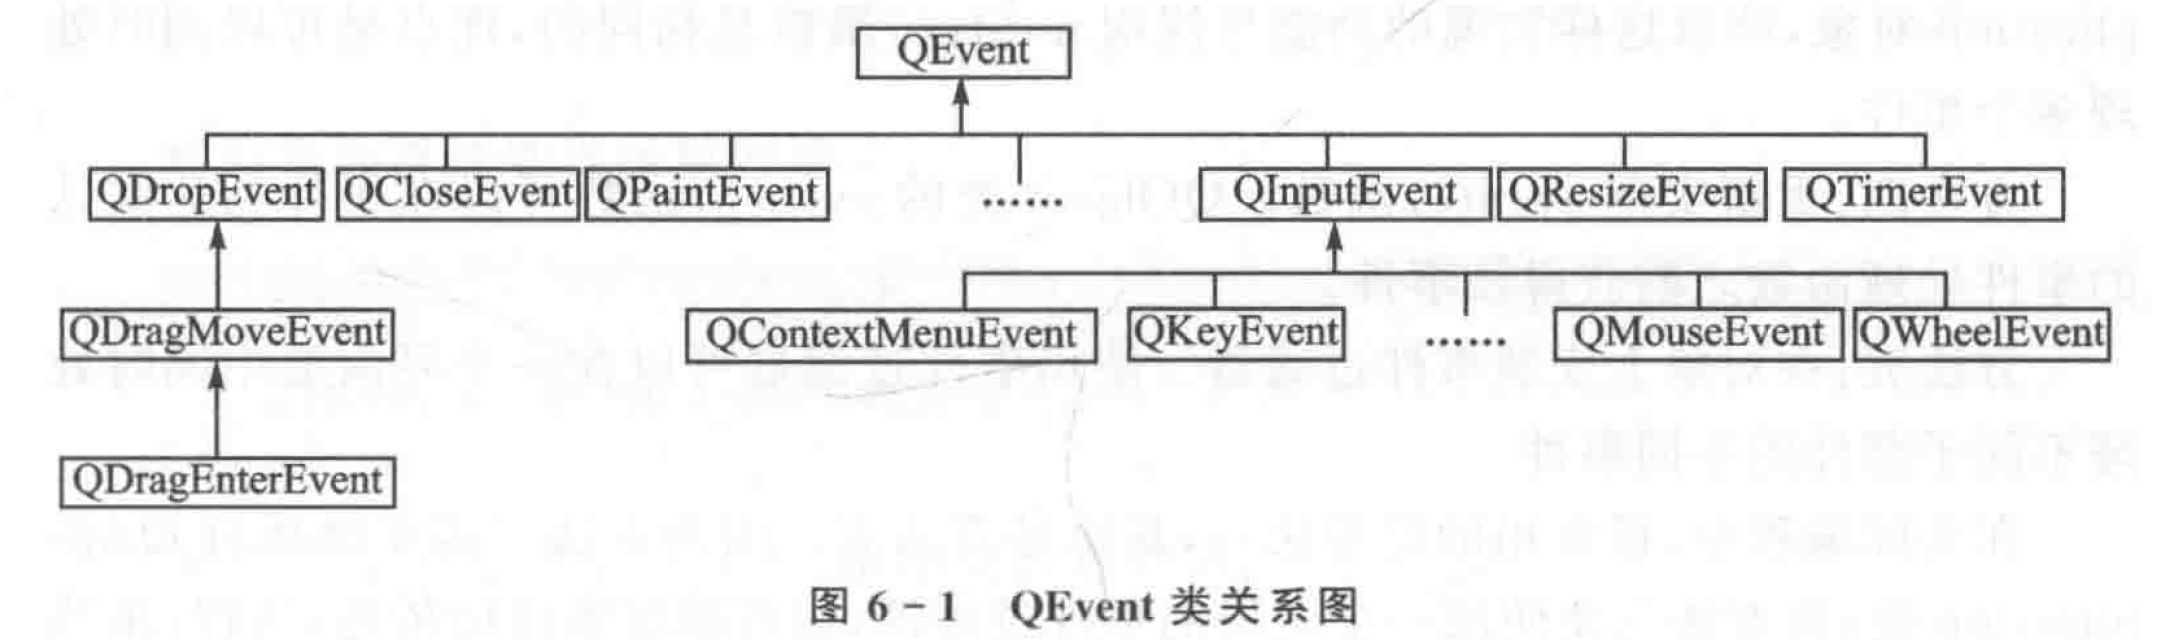 QEvent
QDropEvent QCloseEvent QPaintEvent ...... QInputEvent QResizeEvent QTimerEvent
QDragMoveEvent QContextMenuEvent QKeyEvent ...... QMouseEvent QWheelEvent
QDragEnterEvent
图 6-1 QEvent 类关系图